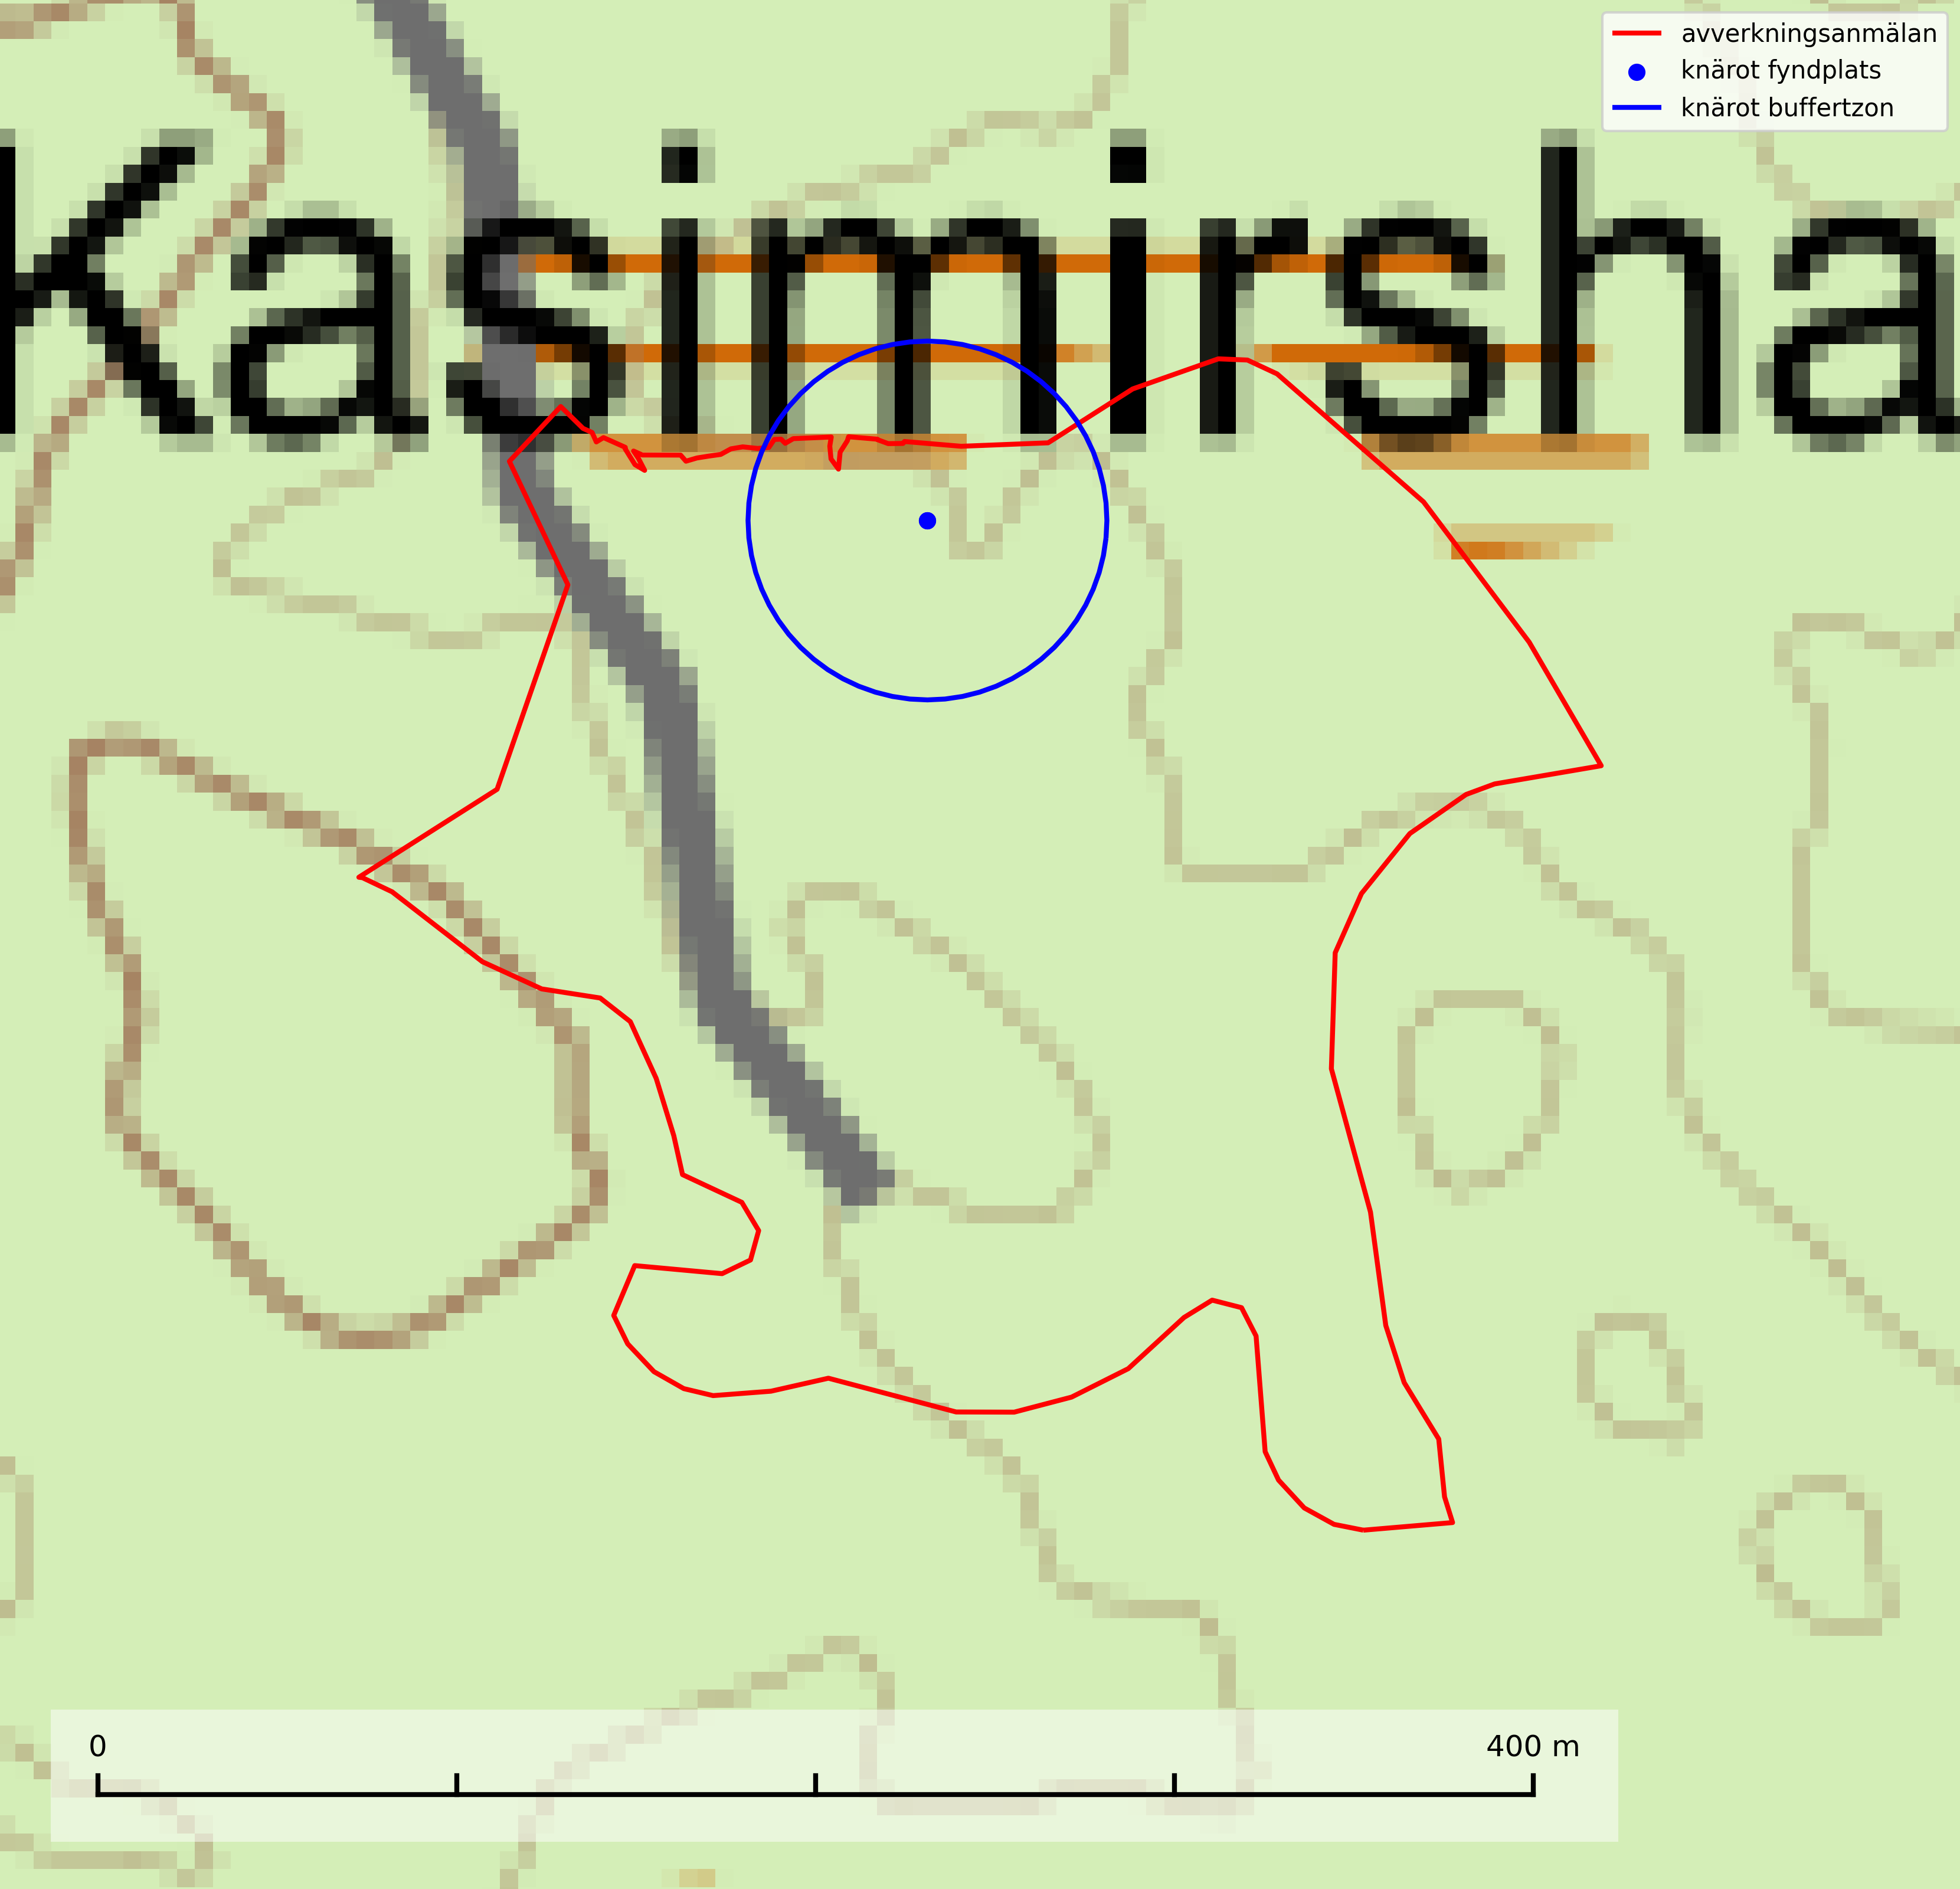 avverkningsanmälan
knärot fyndplats
knärot buffertzon
Kasimirsha
0 400 m